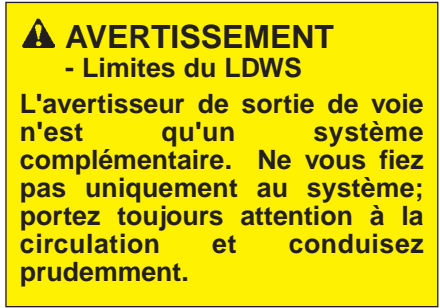 AVERTISSEMENT
- Limites du LDWS
L'avertisseur de sortie de voie
n'est qu'un système
complémentaire. Ne vous fiez
pas uniquement au système;
portez toujours attention à la
circulation et conduisez
prudemment.